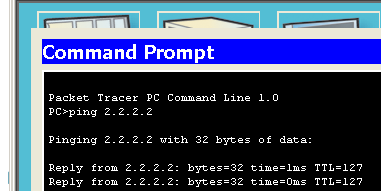 Command Prompt
Packet Tracer PC Command Line 1.0
PC>ping 2.2.2.2
Pinging 2.2.2.2 with 32 bytes of data:
Reply from 2.2.2.2: bytes=32 time=1ms TTL=127
Reply from 2.2.2.2: bytes=32 time=0ms TTL=127